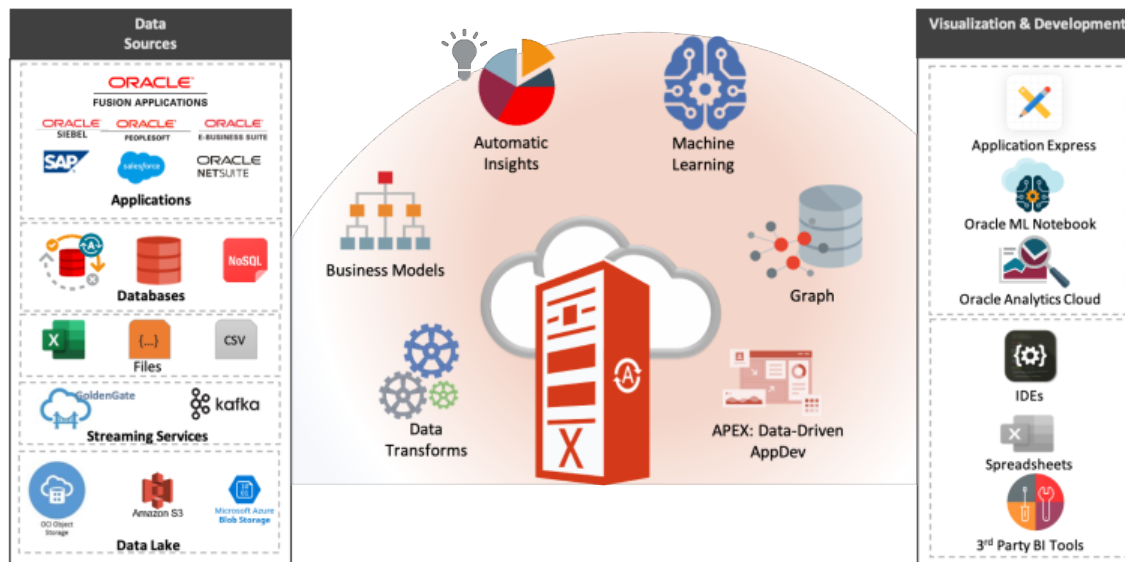 Data
Sources
ORACLE
FUSION APPLICATIONS
ORACLE
SIEBEL
ORACLE
PEOPLESOFT
ORACLE
E-BUSINESS SUITE
SAP
salesforce
ORACLE
NETSUITE
Applications
A
NoSQL
Databases
X
{...}
CSV
Files
GoldenGate
kafka
Streaming Services
OCI Object
Storage
Amazon S3
Microsoft Azure
Blob Storage
Data Lake
Automatic
Insights
Machine
Learning
Business Models
Graph
Data
Transforms
A
X
APEX: Data-Driven
AppDev
Visualization & Development
Application Express
Oracle ML Notebook
Oracle Analytics Cloud
IDEs
X
Spreadsheets
3rd Party BI Tools